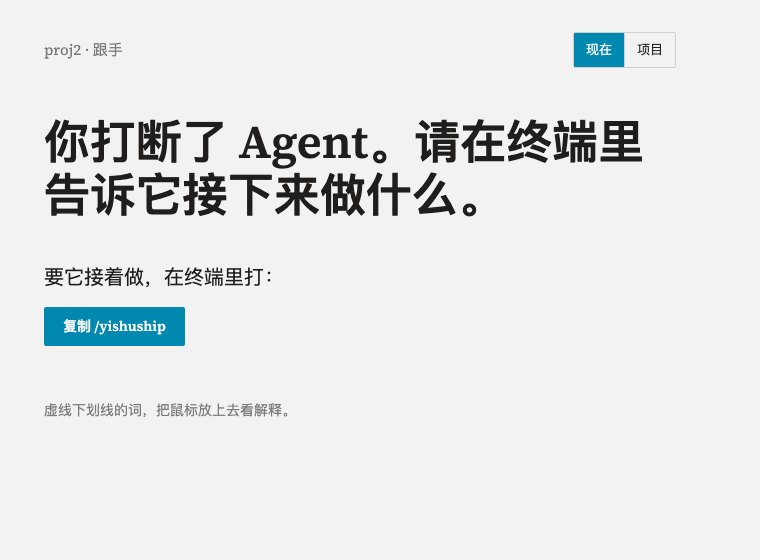 proj2 · 跟手
现在 项目
你打断了 Agent。请在终端里
告诉它接下来做什么。
要它接着做，在终端里打：
复制 /yishuship
虚线下划线的词，把鼠标放上去看解释。